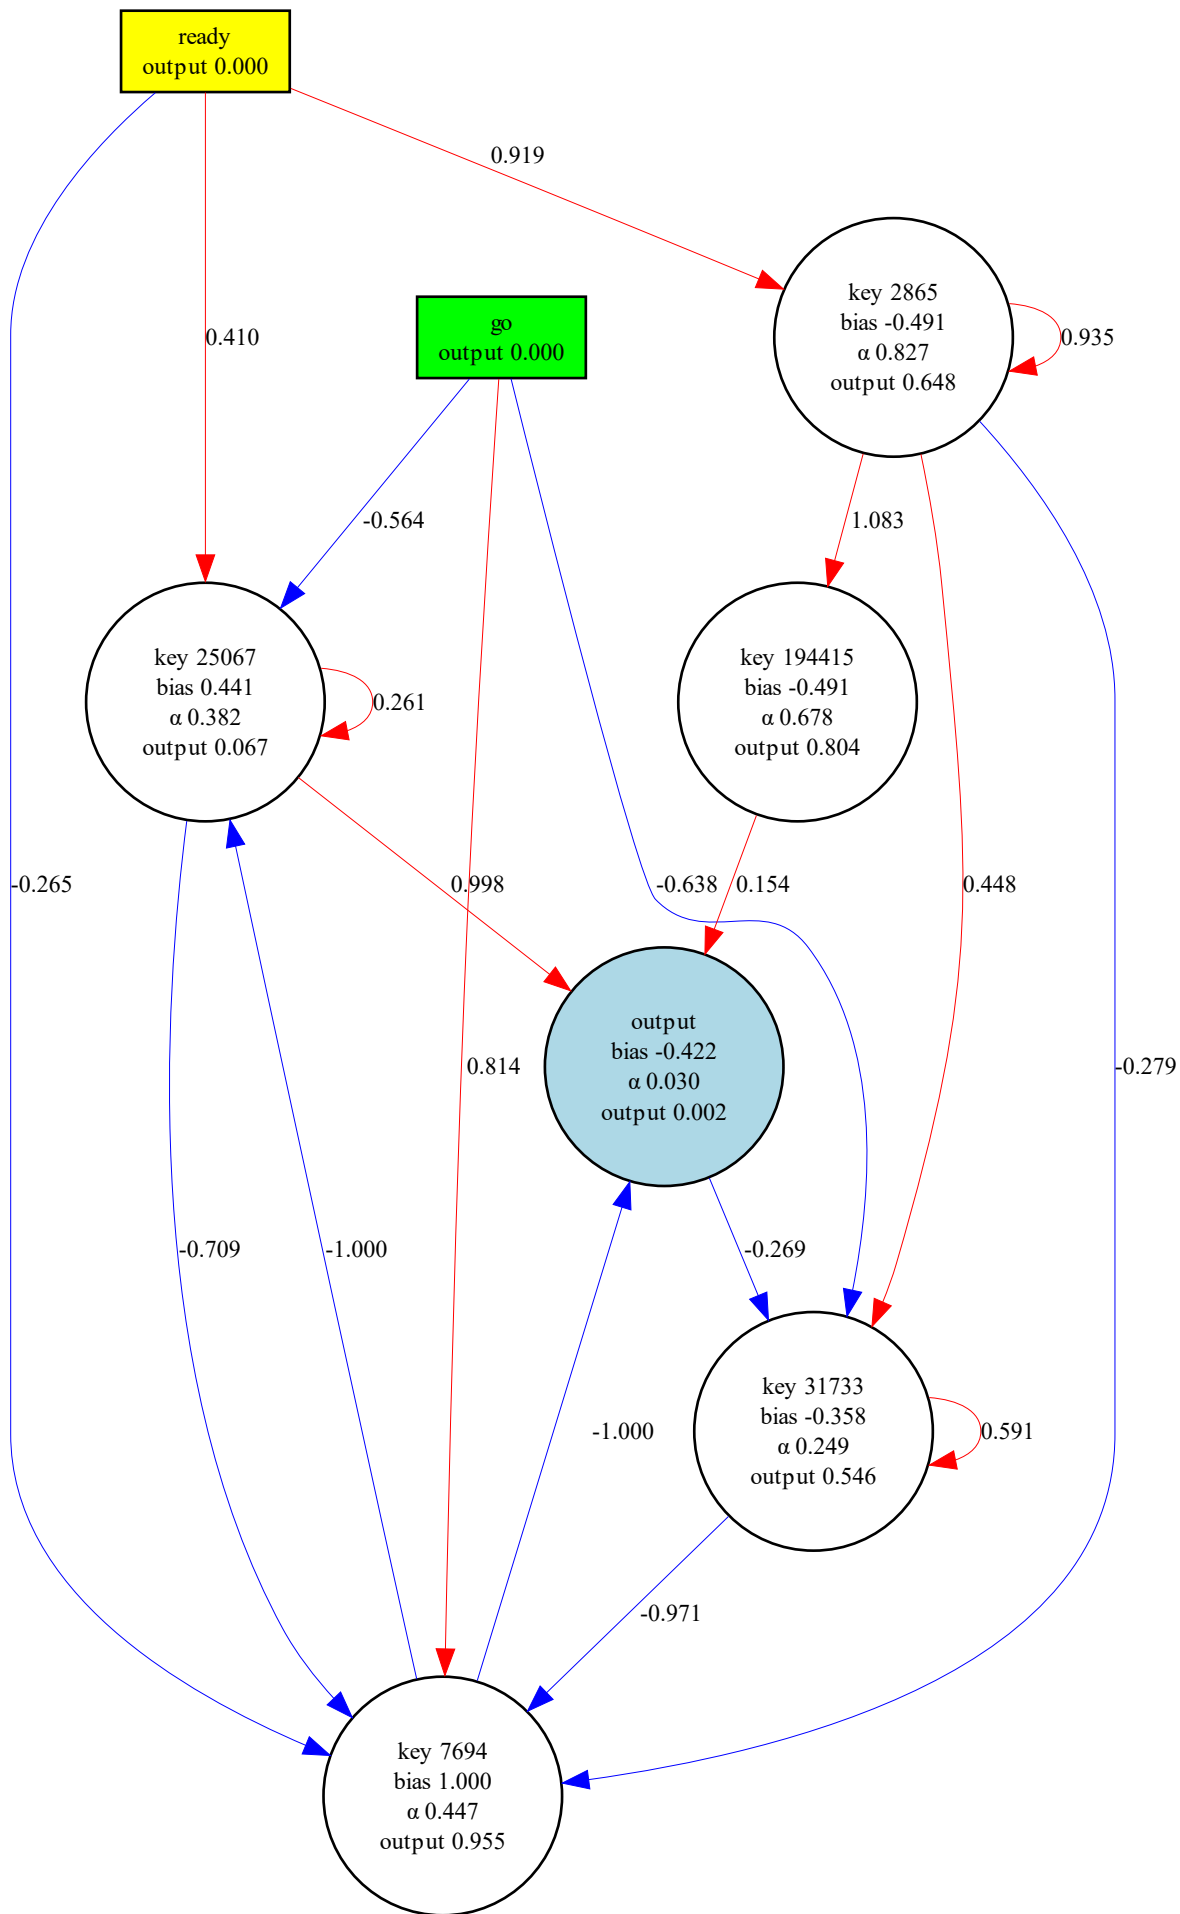 ready
output 0.000
0.919
key 2865
bias -0.491
α 0.827
output 0.648
0.935
0.410
go
output 0.000
-0.564
1.083
key 25067
bias 0.441
α 0.382
output 0.067
0.261
key 194415
bias -0.491
α 0.678
output 0.804
-0.265
0.998
-0.638
0.154
0.448
output
bias -0.422
α 0.030
output 0.002
0.814
-0.279
-0.709
-1.000
-0.269
key 31733
bias -0.358
α 0.249
output 0.546
-1.000
0.591
-0.971
key 7694
bias 1.000
α 0.447
output 0.955